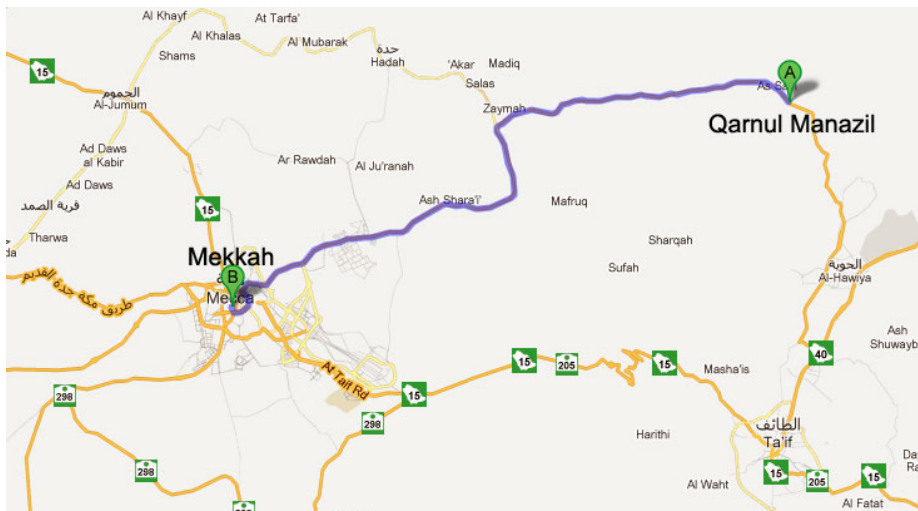 Al Khayf
At Tarfa'
Al Khalas
Al Mubarak
Shams
حدة
Hadah
'Akar
Madiq
Salas
15
A
Zaymah
الجموم
Al-Jumum
Qarnul Manazil
Ad Daws
al Kabir
Ar Rawdah
Al Ju'ranah
Ad Daws
قرية الصمد
15
Ash Shara'i'
Mafruq
Tharwa
Sharqah
Mekkah
B
Mecca
Sufah
الحوية
Al-Hawiya
طريق مكة جدة القديم
Ash
Shuwayb
15
205
15
Masha's
40
At Taif Rd
15
298
298
Harithi
الطائف
Ta'if
298
15
205
15
Al Waht
Al Fatat